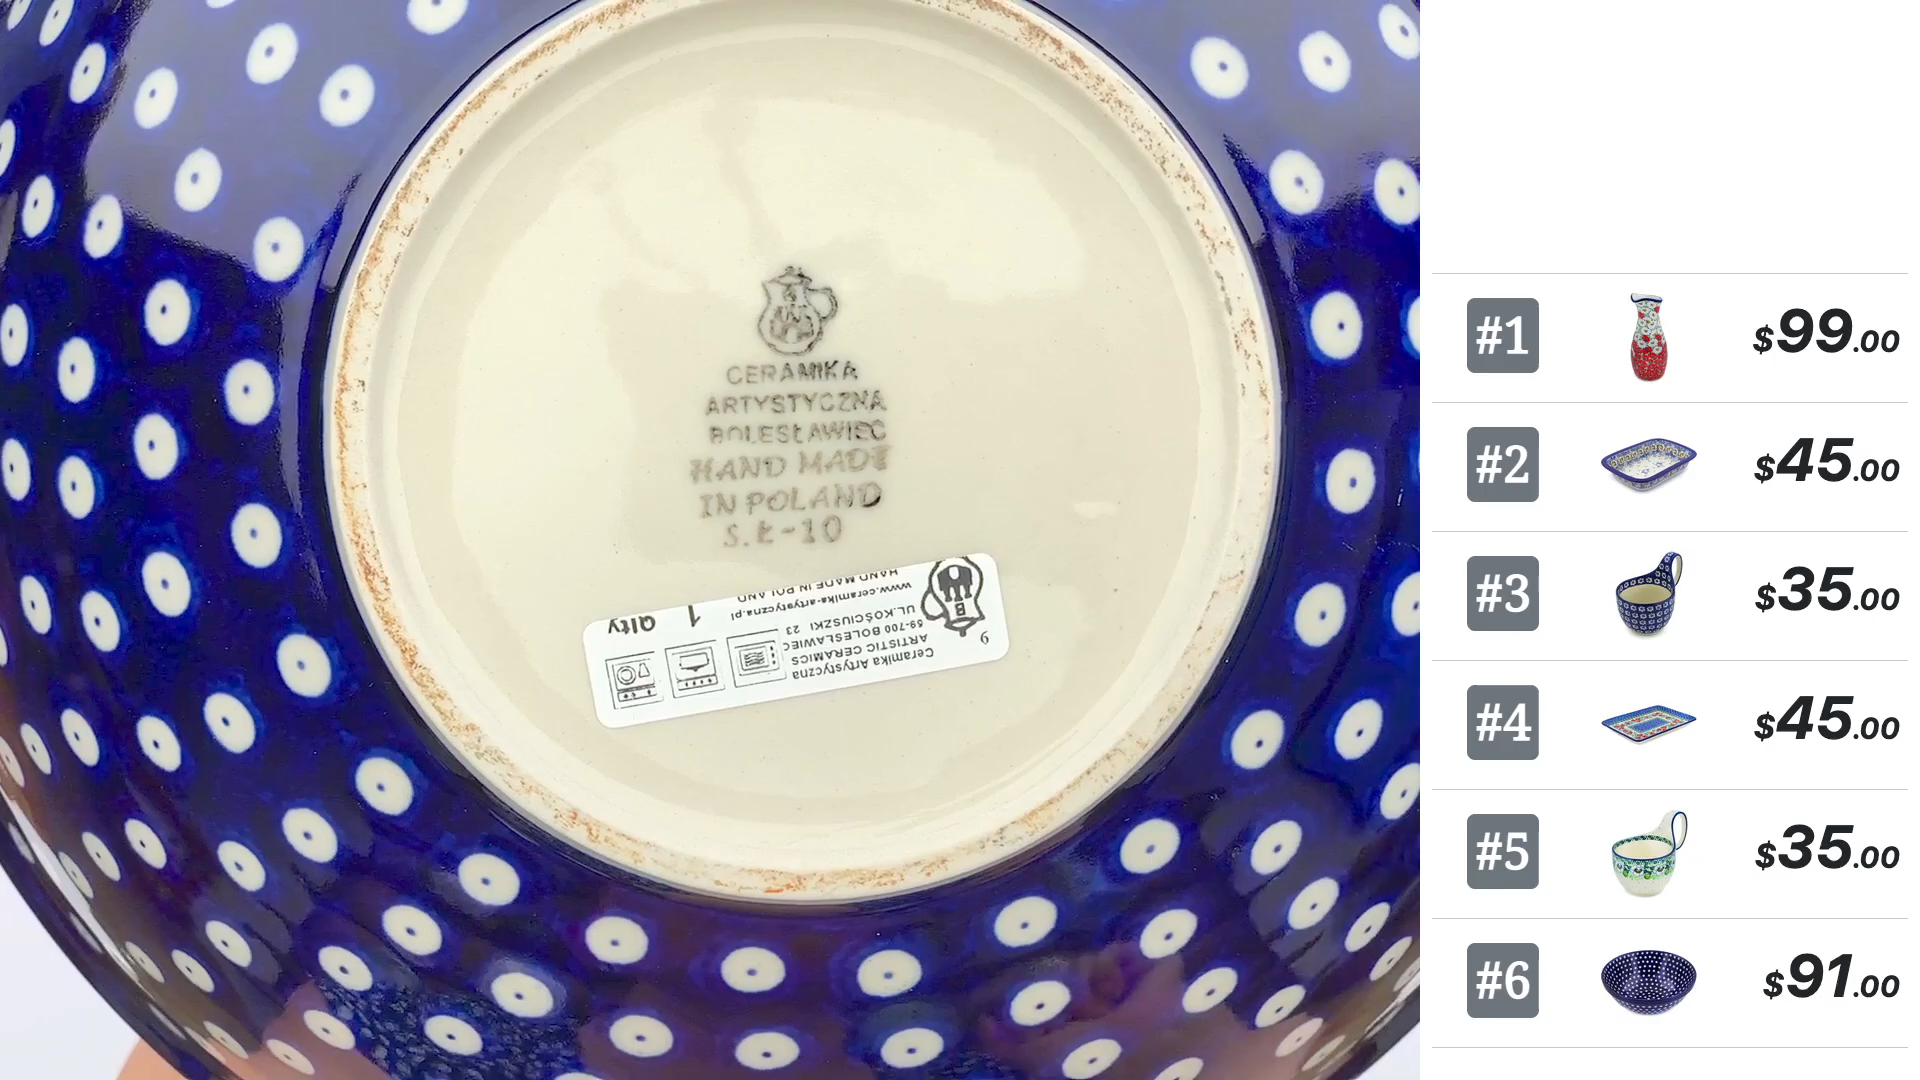 CERAMIKA
ARTYSTYCZNA
BOLESŁAWIEC
HAND MADE
IN POLAND
S.Ł-10
Ceramika Artystyczna
ARTISTIC CERAMICS
59-700 BOLESŁAWIEC
UL.KOŚCIUSZKI 23
www.ceramika-artystyczna.pl
HAND MADE IN POLAND
6
Qlty
1
#1 $99.00
#2 $45.00
#3 $35.00
#4 $45.00
#5 $35.00
#6 $91.00